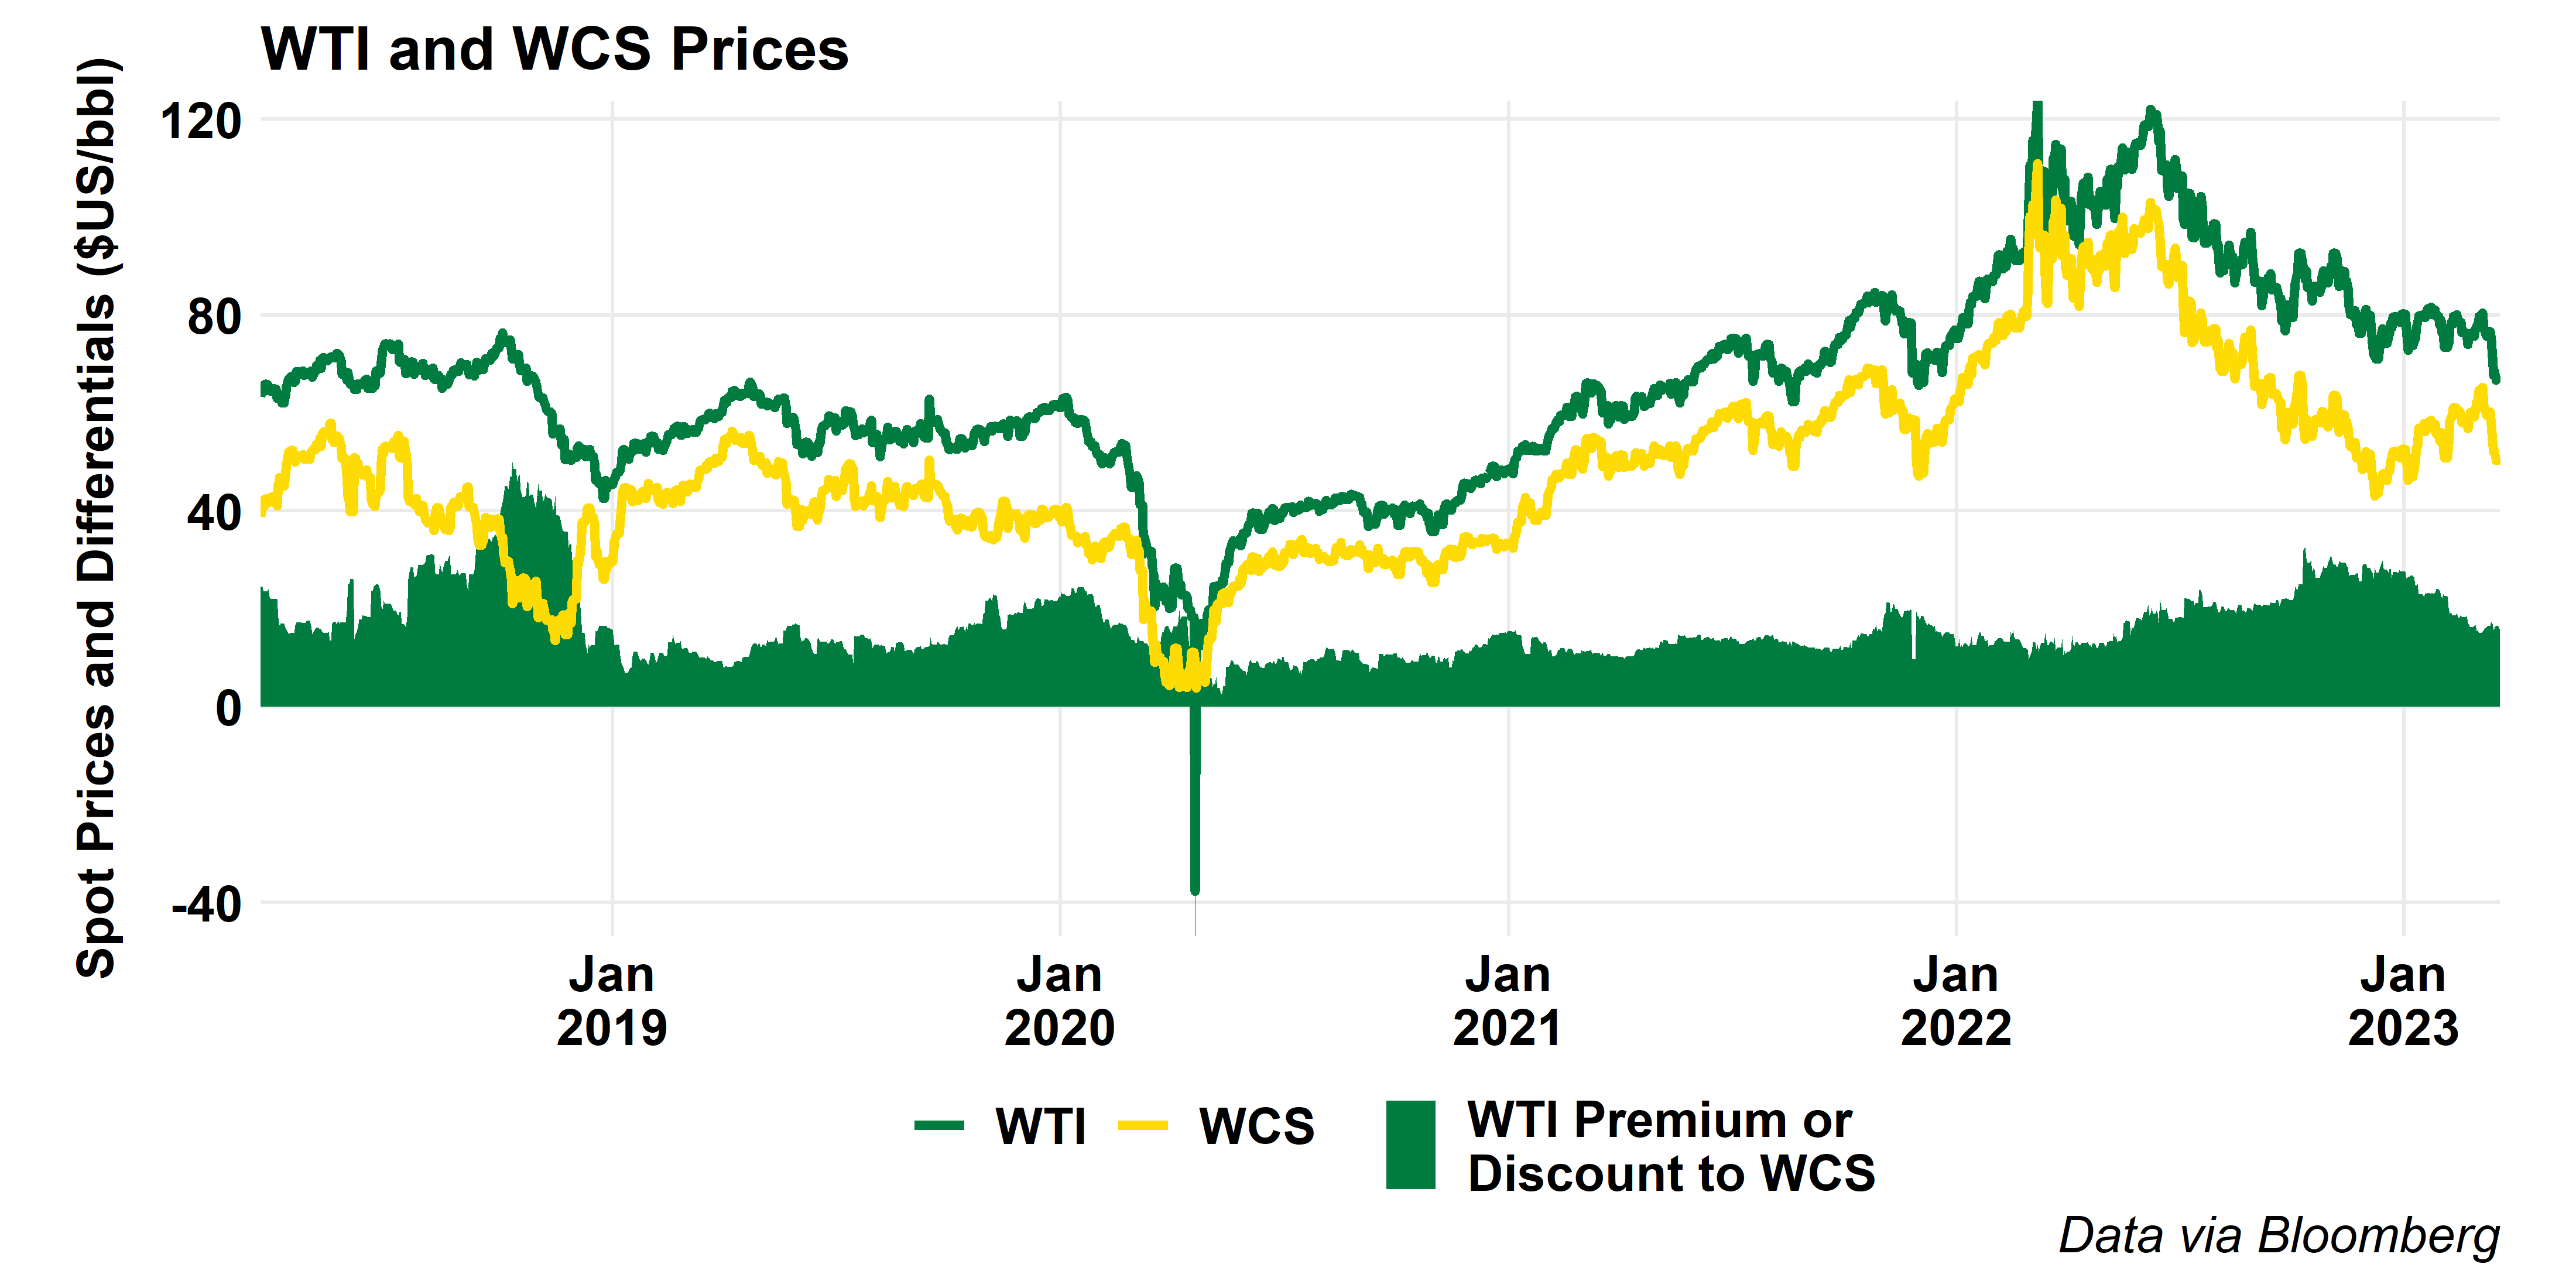 WTI and WCS Prices
Spot Prices and Differentials ($US/bbl)
120
80
40
0
-40
Jan
2019
Jan
2020
Jan
2021
Jan
2022
Jan
2023
WTI
WCS
WTI Premium or
Discount to WCS
Data via Bloomberg